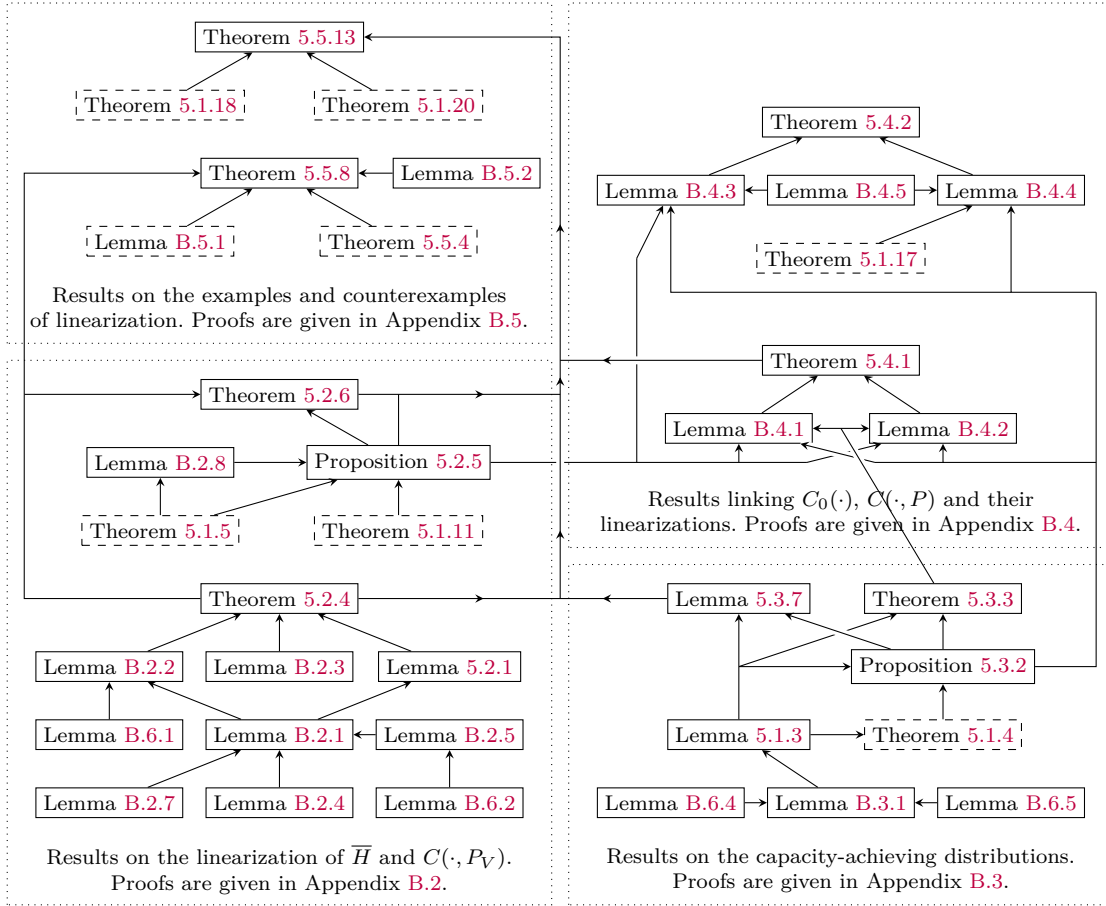 Theorem 5.5.13
Theorem 5.1.18
Theorem 5.1.20
Theorem 5.5.8
Lemma B.5.2
Lemma B.5.1
Theorem 5.5.4
Results on the examples and counterexamples
of linearization. Proofs are given in Appendix B.5.
Theorem 5.4.2
Lemma B.4.3
Lemma B.4.5
Lemma B.4.4
Theorem 5.1.17
Theorem 5.4.1
Lemma B.4.1
Lemma B.4.2
Results linking C₀(·), C(·, P) and their
linearizations. Proofs are given in Appendix B.4.
Theorem 5.2.6
Lemma B.2.8
Proposition 5.2.5
Theorem 5.1.5
Theorem 5.1.11
Theorem 5.2.4
Lemma B.2.2
Lemma B.2.3
Lemma 5.2.1
Lemma B.6.1
Lemma B.2.1
Lemma B.2.5
Lemma B.2.7
Lemma B.2.4
Lemma B.6.2
Results on the linearization of H̅ and C(·, P_V).
Proofs are given in Appendix B.2.
Lemma 5.3.7
Theorem 5.3.3
Proposition 5.3.2
Lemma 5.1.3
Theorem 5.1.4
Lemma B.6.4
Lemma B.3.1
Lemma B.6.5
Results on the capacity-achieving distributions.
Proofs are given in Appendix B.3.